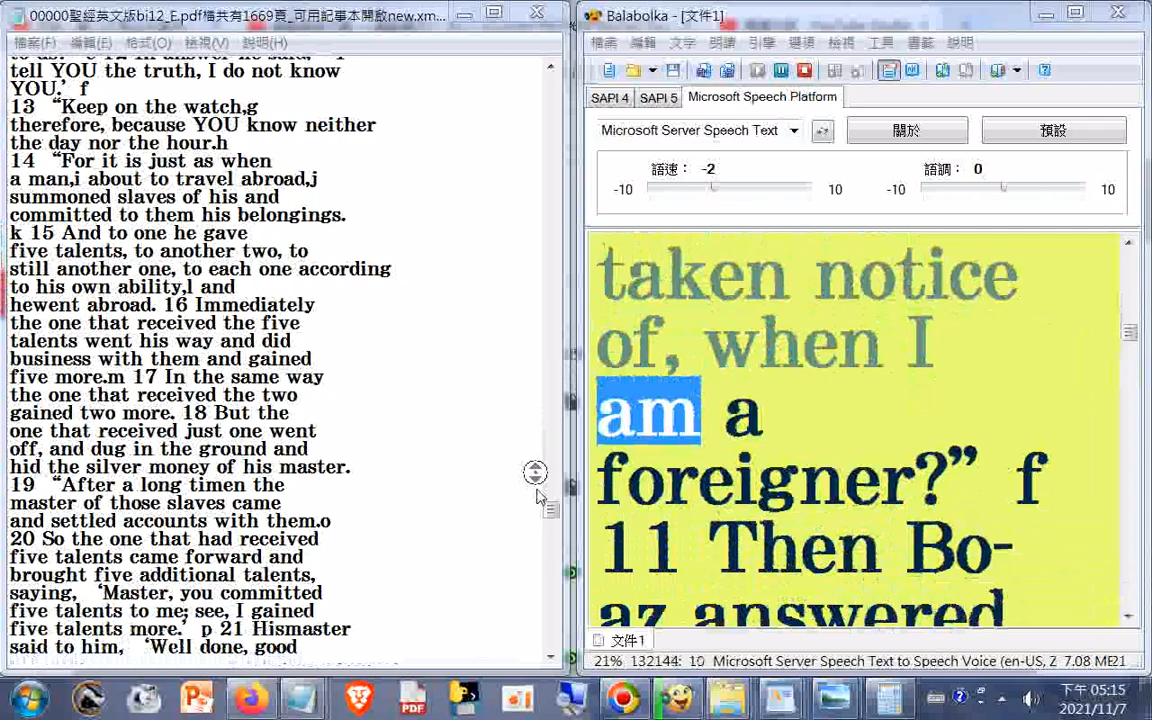 00000聖經英文版bi12_E.pdf檔共有1669頁_可用記事本開啟new.xm...
檔案(F) 編輯(E) 格式(O) 檢視(V) 說明(H)
tell YOU the truth, I do not know
YOU.’ f
13 “Keep on the watch,g
therefore, because YOU know neither
the day nor the hour.h
14 “For it is just as when
a man,i about to travel abroad,j
summoned slaves of his and
committed to them his belongings.
k 15 And to one he gave
five talents, to another two, to
still another one, to each one according
to his own ability,l and
hewent abroad. 16 Immediately
the one that received the five
talents went his way and did
business with them and gained
five more.m 17 In the same way
the one that received the two
gained two more. 18 But the
one that received just one went
off, and dug in the ground and
hid the silver money of his master.
19 “After a long timen the
master of those slaves came
and settled accounts with them.o
20 So the one that had received
five talents came forward and
brought five additional talents,
saying, ‘Master, you committed
five talents to me; see, I gained
five talents more.’ p 21 Hismaster
said to him, ‘Well done, good
Balabolka - [文件1]
檔案 編輯 文字 朗讀 引擎 選項 檢視 工具 書籤 說明
SAPI 4 SAPI 5 Microsoft Speech Platform
Microsoft Server Speech Text 關於 預設
語速： -2 語調： 0
-10 10 -10 10
taken notice
of, when I
am a
foreigner?” f
11 Then Bo-
az answered
文件1
21% 132144: 10 Microsoft Server Speech Text to Speech Voice (en-US, Z 7.08 ME21
PDF
下午 05:15
2021/11/7